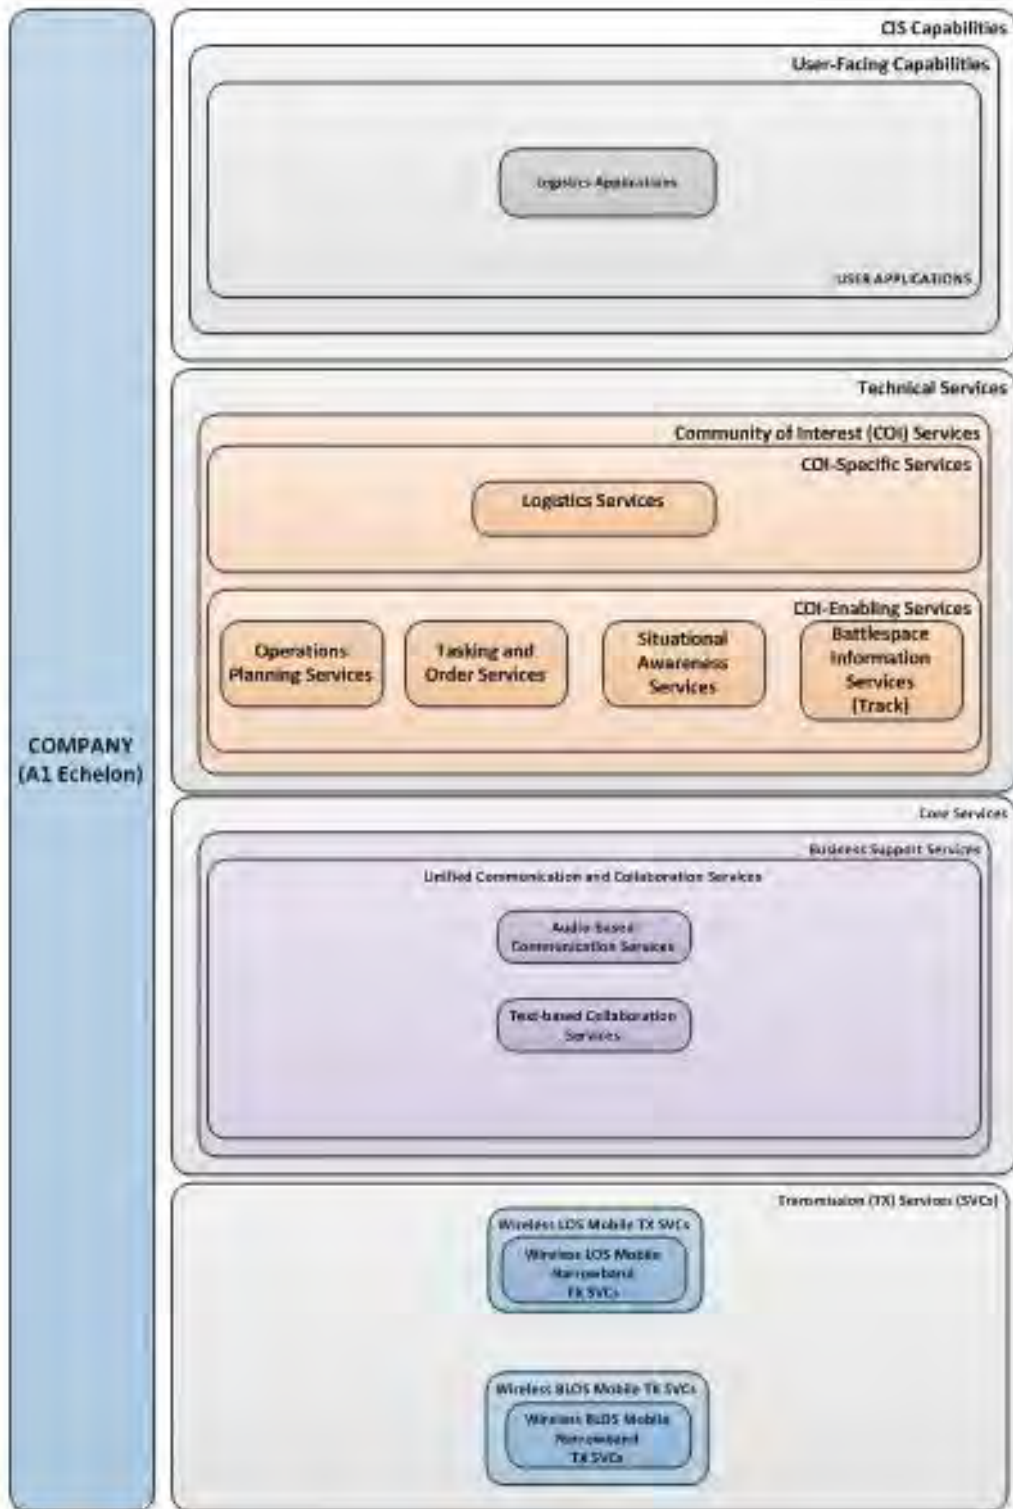 CIS Capabilities
User-Facing Capabilities
Logistics Applications
USER APPLICATIONS
Technical Services
Community of Interest (COI) Services
COI-Specific Services
Logistics Services
COI-Enabling Services
Operations
Planning Services
Tasking and
Order Services
Situational
Awareness
Services
Battlespace
Information
Services
(Track)
COMPANY
(A1 Echelon)
Core Services
Business Support Services
Unified Communication and Collaboration Services
Audio-based
Communication Services
Text-based Collaboration
Services
Transmission (TX) Services (SVCs)
Wireless LOS Mobile TX SVCs
Wireless LOS Mobile
Narrowband
TX SVCs
Wireless BLOS Mobile TX SVCs
Wireless BLOS Mobile
Narrowband
TX SVCs